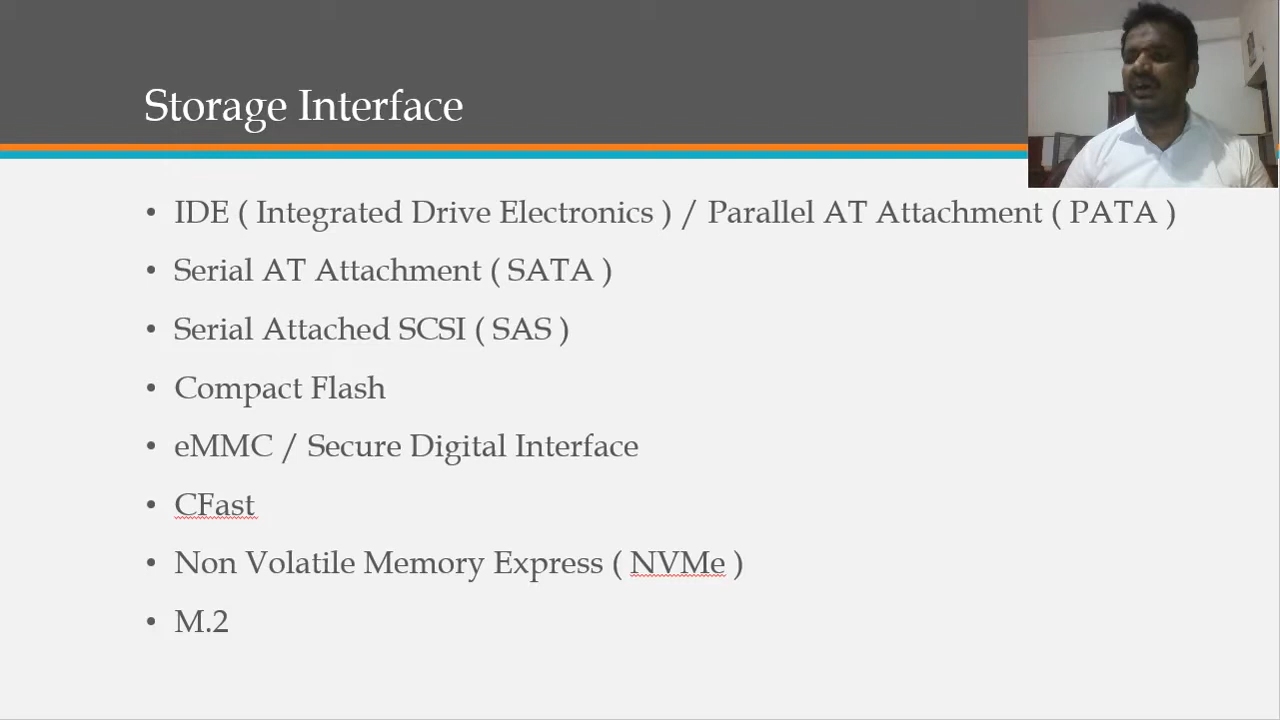 Storage Interface
• IDE ( Integrated Drive Electronics ) / Parallel AT Attachment ( PATA )
• Serial AT Attachment ( SATA )
• Serial Attached SCSI ( SAS )
• Compact Flash
• eMMC / Secure Digital Interface
• CFast
• Non Volatile Memory Express ( NVMe )
• M.2